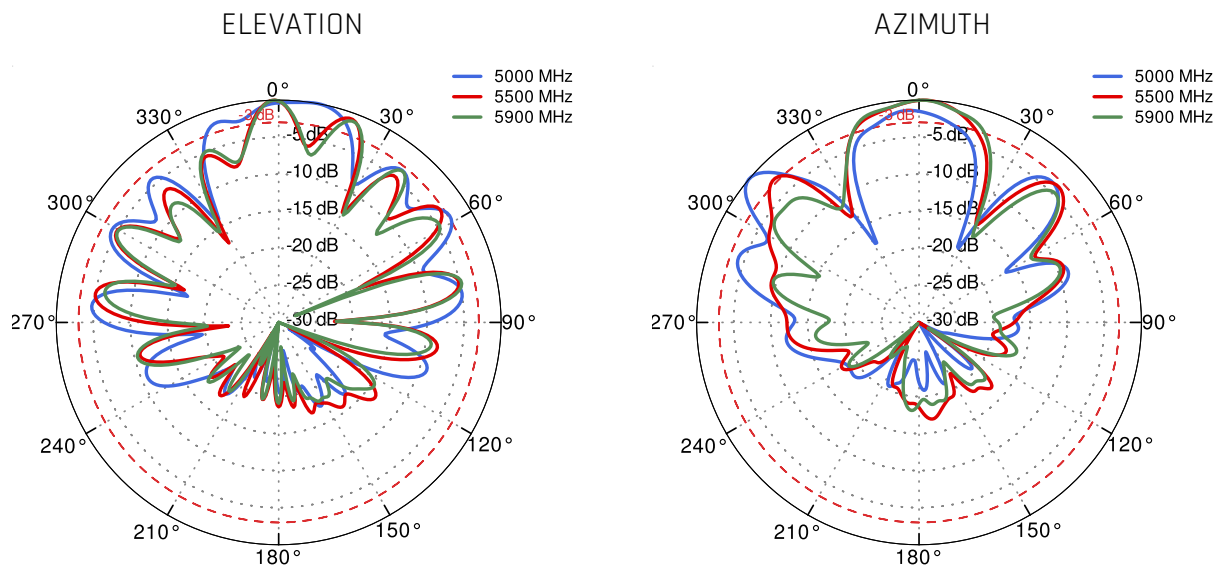 ELEVATION
5000 MHz
5500 MHz
5900 MHz
0°
30°
60°
90°
120°
150°
180°
210°
240°
270°
300°
330°
-3 dB
-5 dB
-10 dB
-15 dB
-20 dB
-25 dB
-30 dB
AZIMUTH
5000 MHz
5500 MHz
5900 MHz
0°
30°
60°
90°
120°
150°
180°
210°
240°
270°
300°
330°
-3 dB
-5 dB
-10 dB
-15 dB
-20 dB
-25 dB
-30 dB